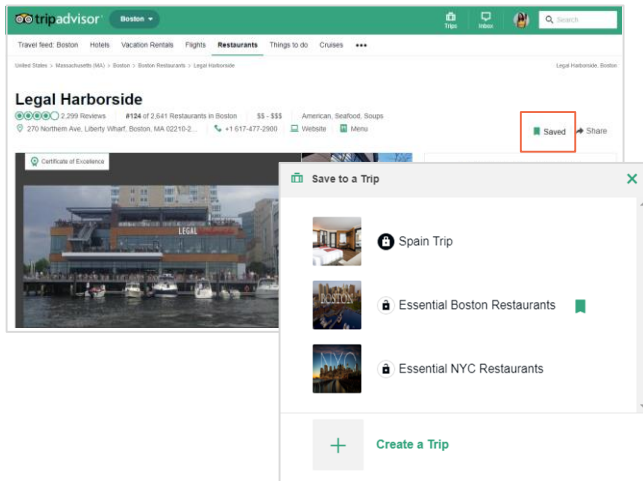 tripadvisor Boston Trips Inbox Search
Travel feed: Boston Hotels Vacation Rentals Flights Restaurants Things to do Cruises
United States > Massachusetts (MA) > Boston > Boston Restaurants > Legal Harborside Legal Harborside, Boston
Legal Harborside
2,299 Reviews #124 of 2,641 Restaurants in Boston $$ - $$$ American, Seafood, Soups
270 Northern Ave, Liberty Wharf, Boston, MA 02210-2... +1 617-477-2900 Website Menu
Saved Share
Certificate of Excellence
LEGAL
Save to a Trip
Spain Trip
BOSTON
Essential Boston Restaurants
NYC
Essential NYC Restaurants
+ Create a Trip